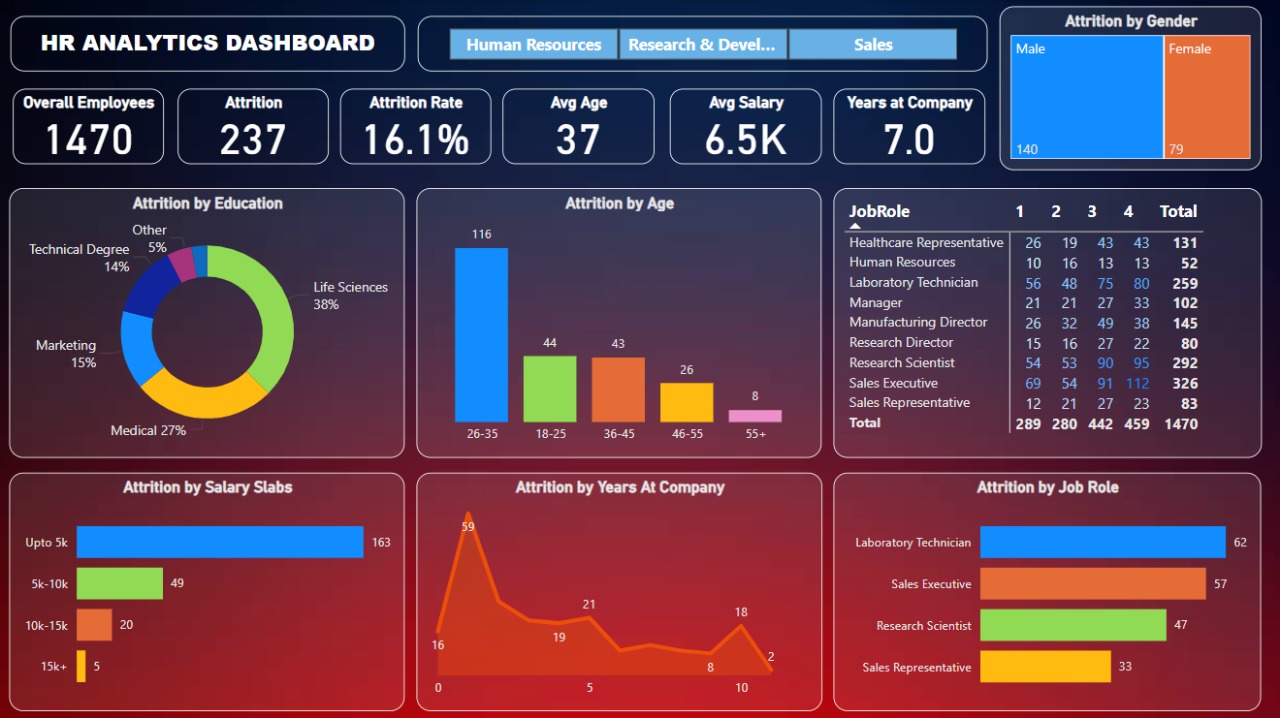 HR ANALYTICS DASHBOARD
Human Resources
Research & Devel...
Sales
Attrition by Gender
Male
Female
140
79
Overall Employees
1470
Attrition
237
Attrition Rate
16.1%
Avg Age
37
Avg Salary
6.5K
Years at Company
7.0
Attrition by Education
Other
5%
Technical Degree
14%
Life Sciences
38%
Marketing
15%
Medical 27%
Attrition by Age
116
44
43
26
8
26-35 18-25 36-45 46-55 55+
JobRole 1 2 3 4 Total
Healthcare Representative 26 19 43 43 131
Human Resources 10 16 13 13 52
Laboratory Technician 56 48 75 80 259
Manager 21 21 27 33 102
Manufacturing Director 26 32 49 38 145
Research Director 15 16 27 22 80
Research Scientist 54 53 90 95 292
Sales Executive 69 54 91 112 326
Sales Representative 12 21 27 23 83
Total 289 280 442 459 1470
Attrition by Salary Slabs
Upto 5k 163
5k-10k 49
10k-15k 20
15k+ 5
Attrition by Years At Company
59
21
18
16
19
8
2
0 5 10
Attrition by Job Role
Laboratory Technician 62
Sales Executive 57
Research Scientist 47
Sales Representative 33